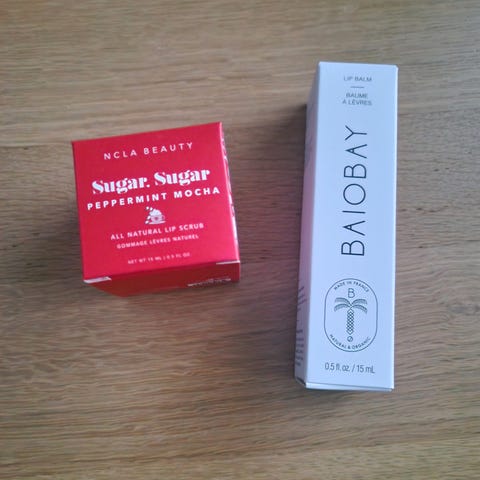 NCLA BEAUTY
Sugar, Sugar
PEPPERMINT MOCHA
ALL NATURAL LIP SCRUB
GOMMAGE LÈVRES NATUREL
NET WT 15 ML / 0.5 FL OZ.
LIP BALM
BAUME
À LÈVRES
BAIOBAY
MADE IN FRANCE
B
NATURAL & ORGANIC
0.5 fl. oz. / 15 mL